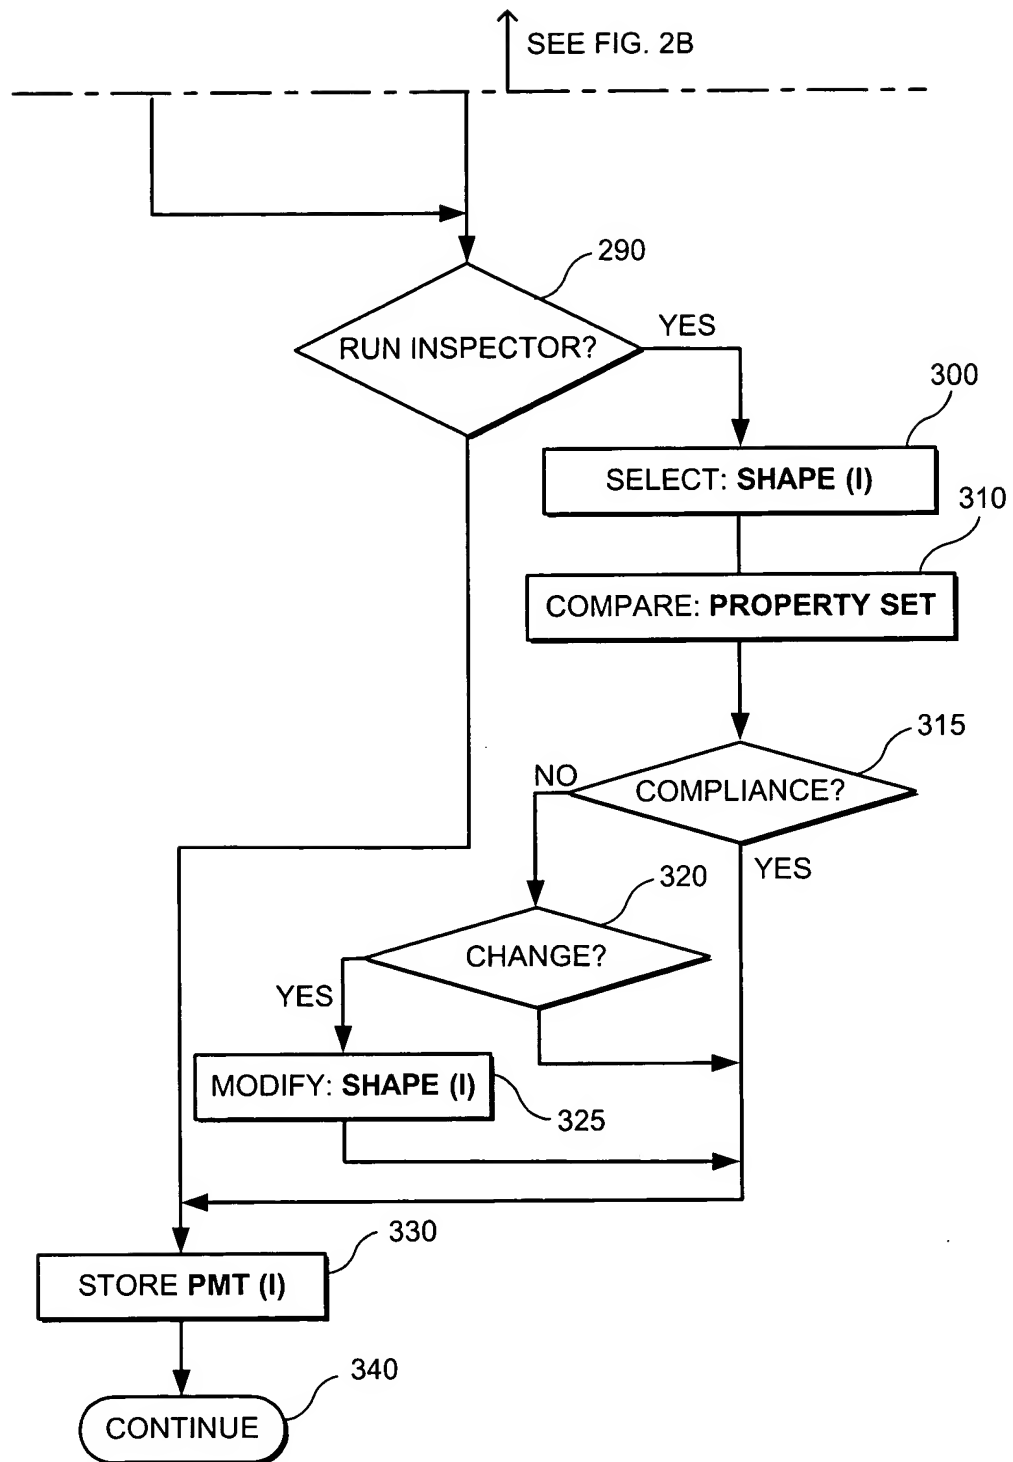 SEE FIG. 2B
290
RUN INSPECTOR?
YES
300
SELECT: SHAPE (I)
310
COMPARE: PROPERTY SET
315
NO
COMPLIANCE?
YES
320
CHANGE?
YES
MODIFY: SHAPE (I)
325
330
STORE PMT (I)
340
CONTINUE